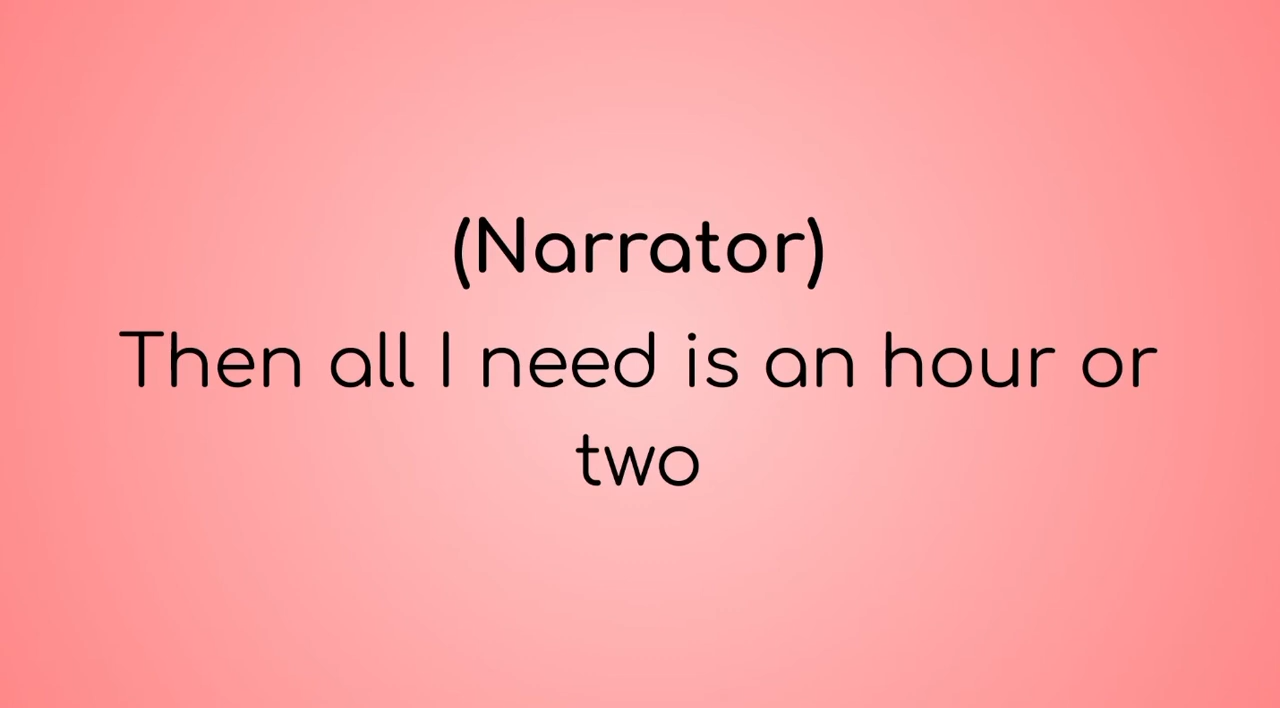 (Narrator)
Then all I need is an hour or
two